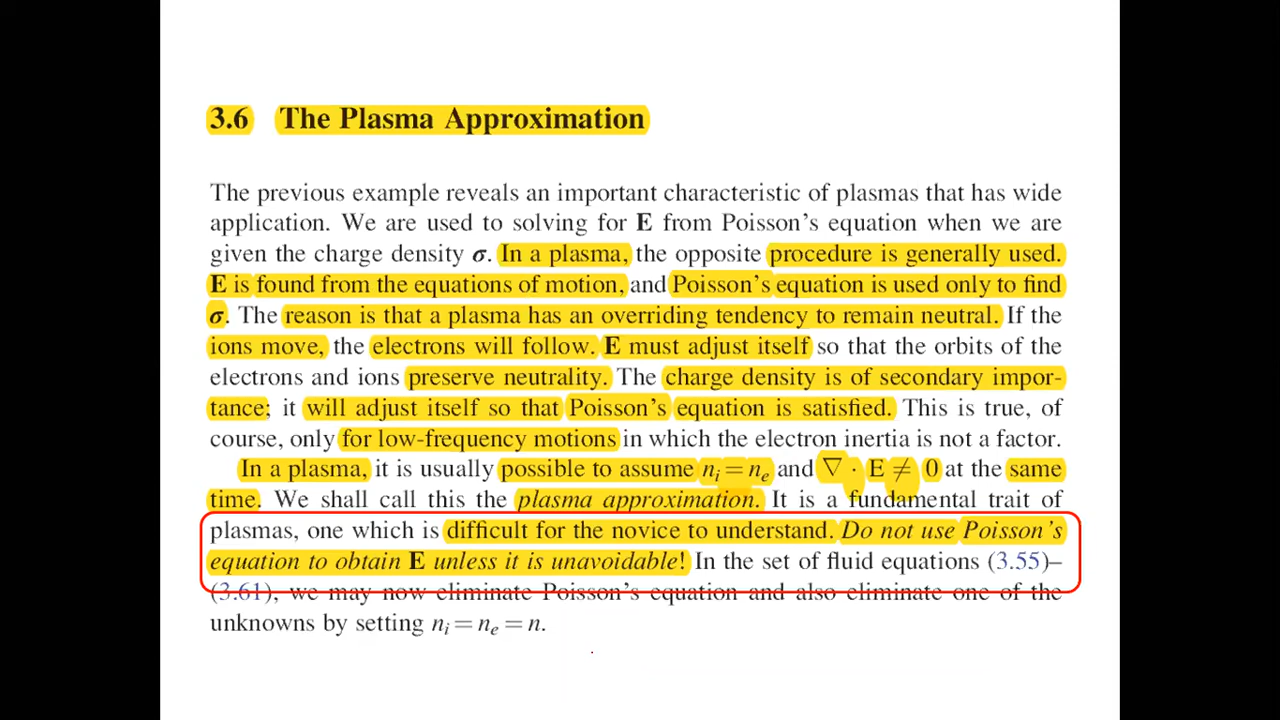 3.6 The Plasma Approximation
The previous example reveals an important characteristic of plasmas that has wide
application. We are used to solving for E from Poisson's equation when we are
given the charge density σ. In a plasma, the opposite procedure is generally used.
E is found from the equations of motion, and Poisson's equation is used only to find
σ. The reason is that a plasma has an overriding tendency to remain neutral. If the
ions move, the electrons will follow. E must adjust itself so that the orbits of the
electrons and ions preserve neutrality. The charge density is of secondary impor-
tance; it will adjust itself so that Poisson's equation is satisfied. This is true, of
course, only for low-frequency motions in which the electron inertia is not a factor.
In a plasma, it is usually possible to assume nᵢ = nₑ and ∇ · E ≠ 0 at the same
time. We shall call this the plasma approximation. It is a fundamental trait of
plasmas, one which is difficult for the novice to understand. Do not use Poisson's
equation to obtain E unless it is unavoidable! In the set of fluid equations (3.55)–
(3.61), we may now eliminate Poisson's equation and also eliminate one of the
unknowns by setting nᵢ = nₑ = n.